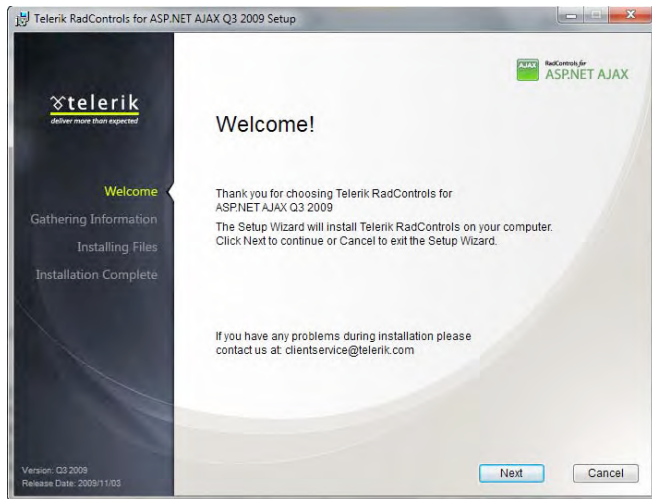 Telerik RadControls for ASP.NET AJAX Q3 2009 Setup
AJAX
RadControls for
ASP.NET AJAX
telerik
deliver more than expected
Welcome!
Welcome
Gathering Information
Installing Files
Installation Complete
Thank you for choosing Telerik RadControls for
ASP.NET AJAX Q3 2009
The Setup Wizard will install Telerik RadControls on your computer.
Click Next to continue or Cancel to exit the Setup Wizard.
If you have any problems during installation please
contact us at: clientservice@telerik.com
Version: Q3 2009
Release Date: 2009/11/03
Next
Cancel